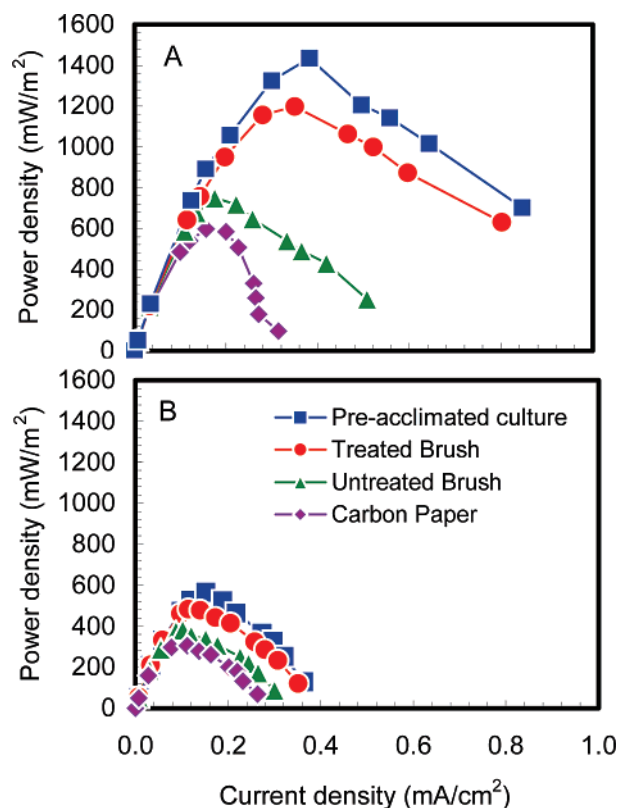 1600
A
1400
1200
1000
800
600
400
200
0
Power density (mW/m²)
1600
B
1400
1200
1000
800
600
400
200
0
Power density (mW/m²)
Pre-acclimated culture
Treated Brush
Untreated Brush
Carbon Paper
0.0 0.2 0.4 0.6 0.8 1.0
Current density (mA/cm²)